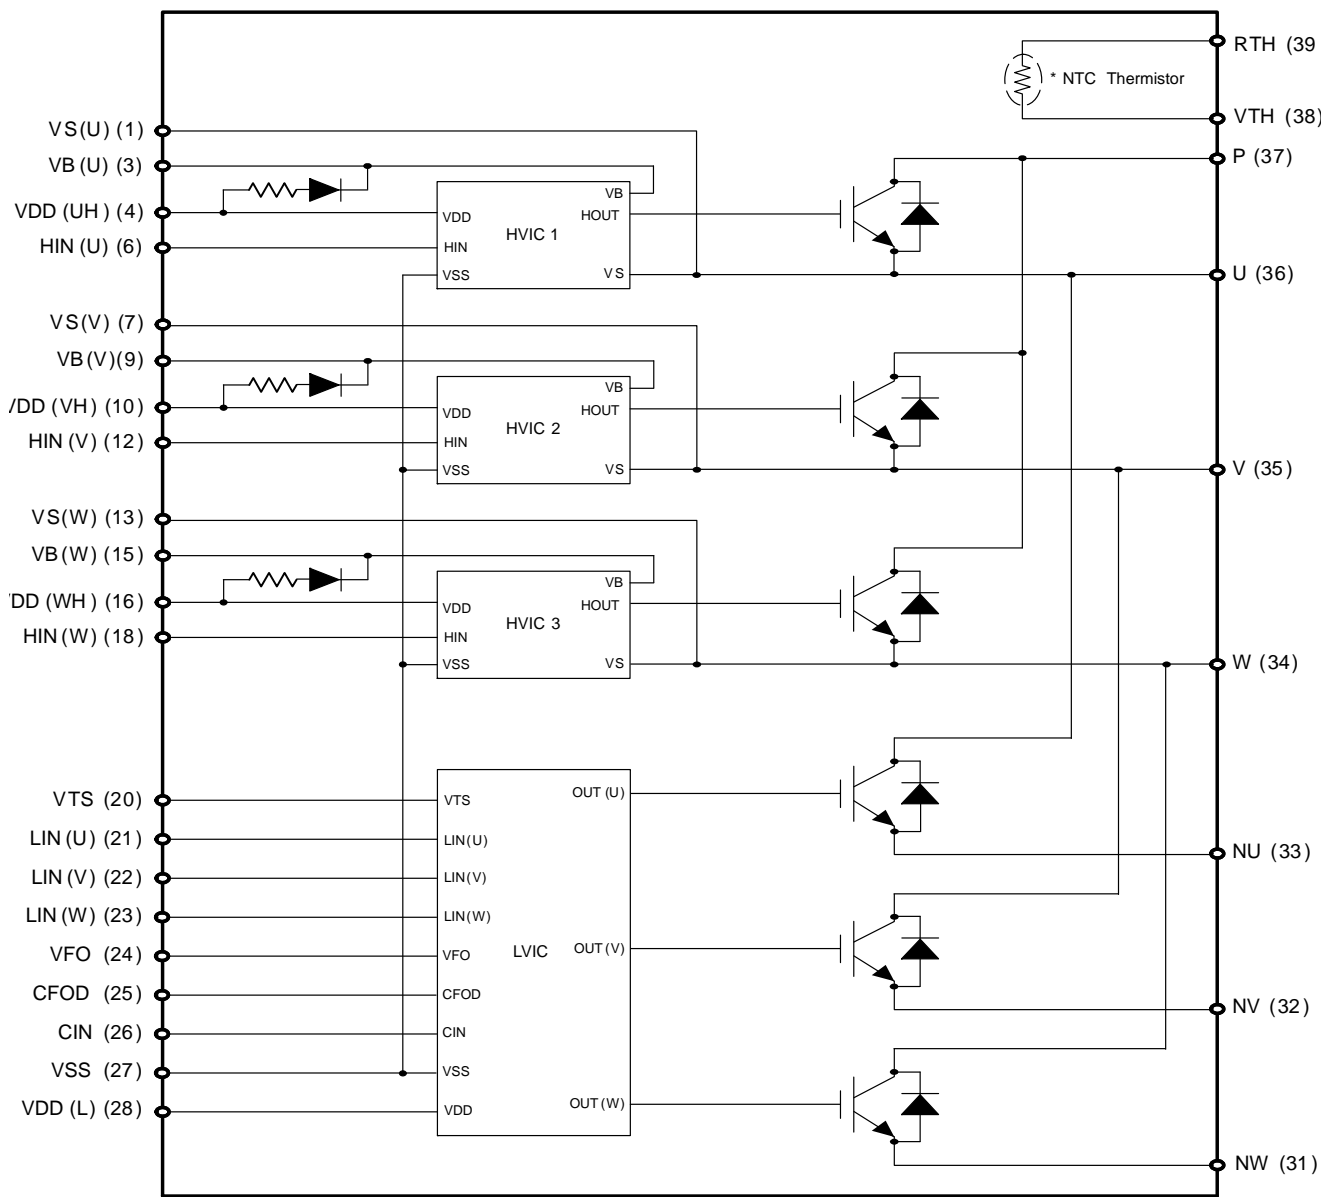 RTH (39
* NTC Thermistor
VTH (38)
P (37)
U (36)
V (35)
W (34)
NU (33)
NV (32)
NW (31)
VS(U) (1)
VB(U) (3)
VDD (UH) (4)
HIN(U) (6)
VS(V) (7)
VB(V)(9)
VDD (VH) (10)
HIN(V) (12)
VS(W) (13)
VB(W) (15)
DD (WH) (16)
HIN(W) (18)
VTS (20)
LIN(U) (21)
LIN(V) (22)
LIN(W) (23)
VFO (24)
CFOD (25)
CIN (26)
VSS (27)
VDD (L) (28)
VB
VDD
HOUT
HVIC 1
HIN
VSS
VS
VB
VDD
HOUT
HVIC 2
HIN
VSS
VS
VB
VDD
HOUT
HVIC 3
HIN
VSS
VS
VTS
OUT(U)
LIN(U)
LIN(V)
LIN(W)
VFO
LVIC
OUT(V)
CFOD
CIN
VSS
VDD
OUT(W)